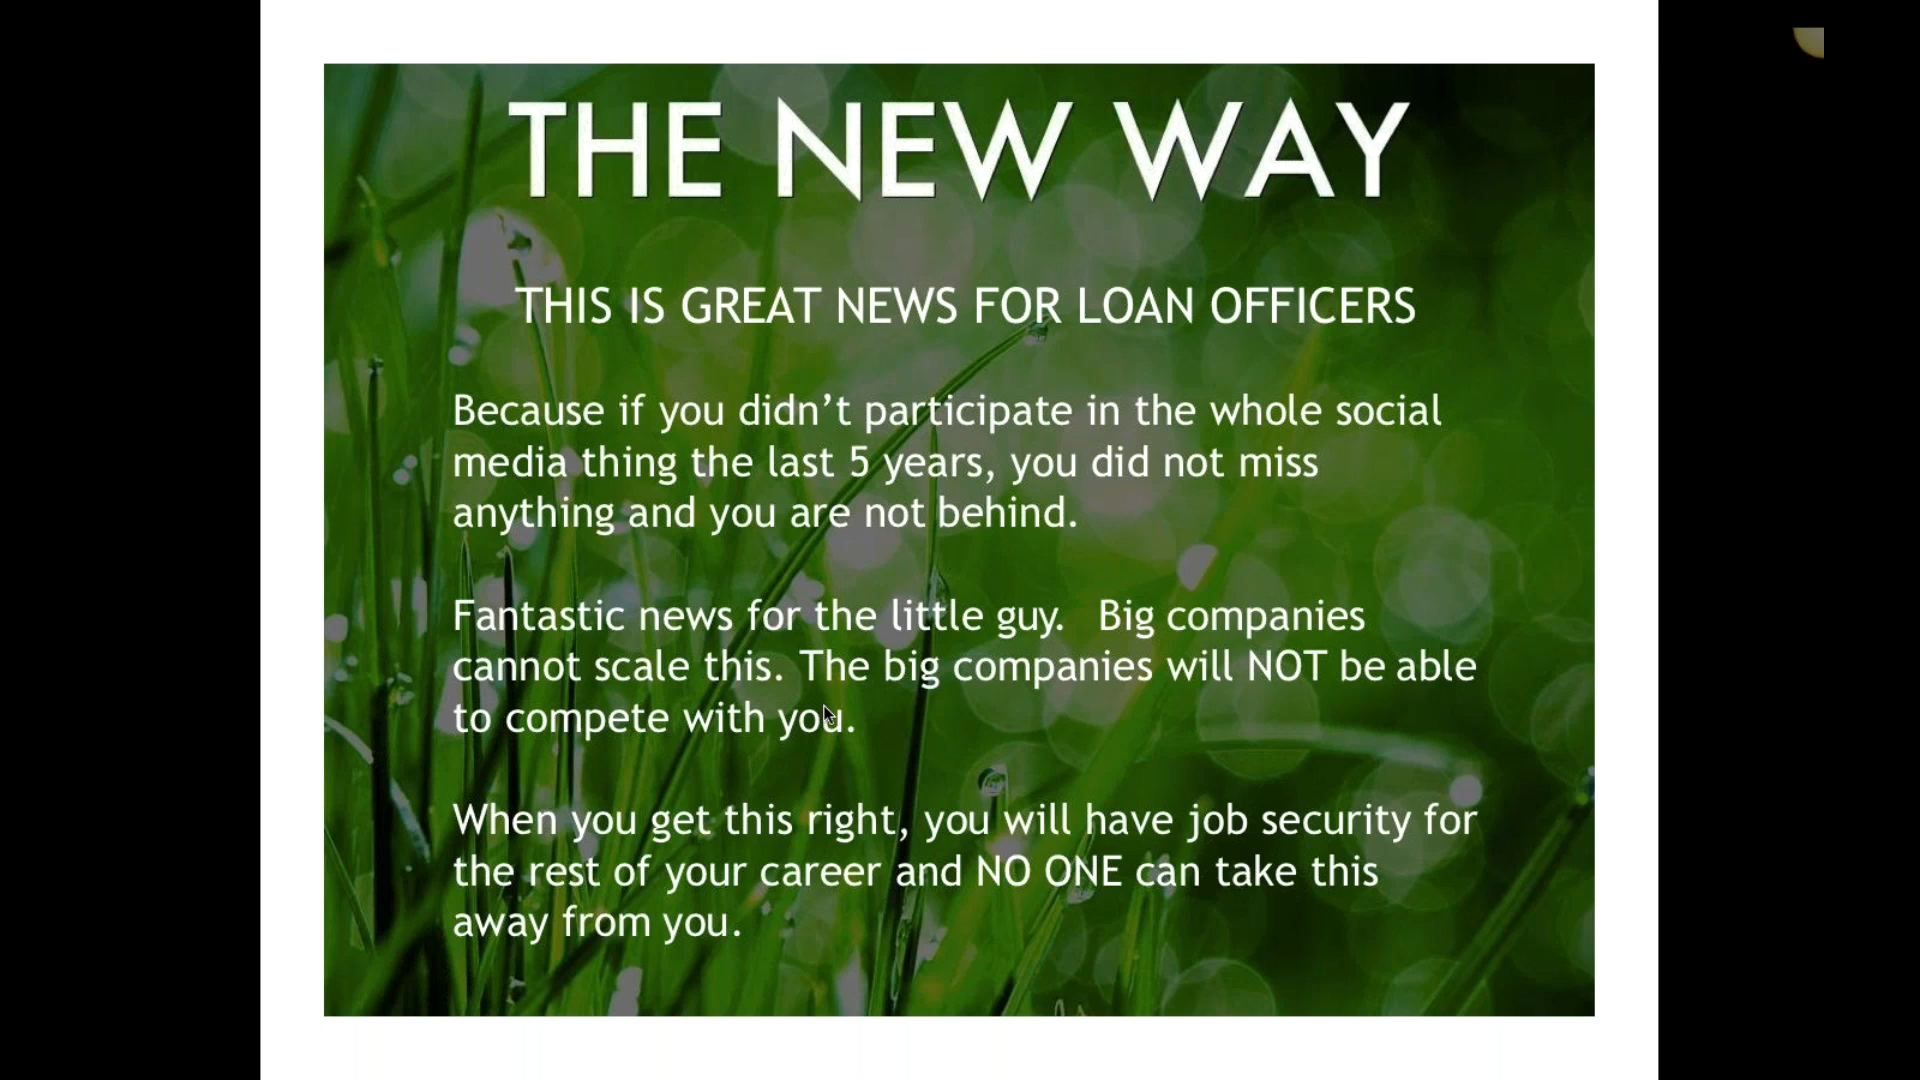 THE NEW WAY
THIS IS GREAT NEWS FOR LOAN OFFICERS
Because if you didn’t participate in the whole social
media thing the last 5 years, you did not miss
anything and you are not behind.
Fantastic news for the little guy.  Big companies
cannot scale this. The big companies will NOT be able
to compete with you.
When you get this right, you will have job security for
the rest of your career and NO ONE can take this
away from you.